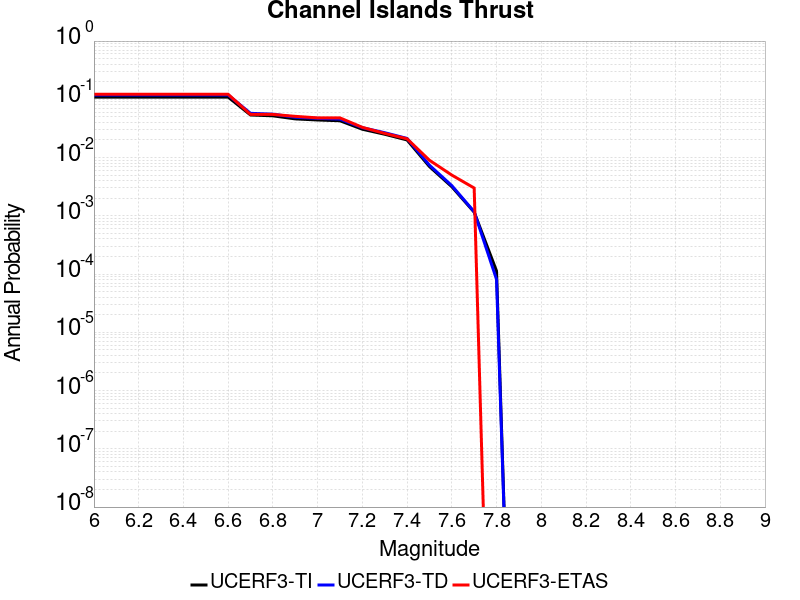 Channel Islands Thrust
10^0
10^-1
10^-2
10^-3
10^-4
10^-5
10^-6
10^-7
10^-8
Annual Probability
6 6.2 6.4 6.6 6.8 7 7.2 7.4 7.6 7.8 8 8.2 8.4 8.6 8.8 9
Magnitude
UCERF3-TI UCERF3-TD UCERF3-ETAS